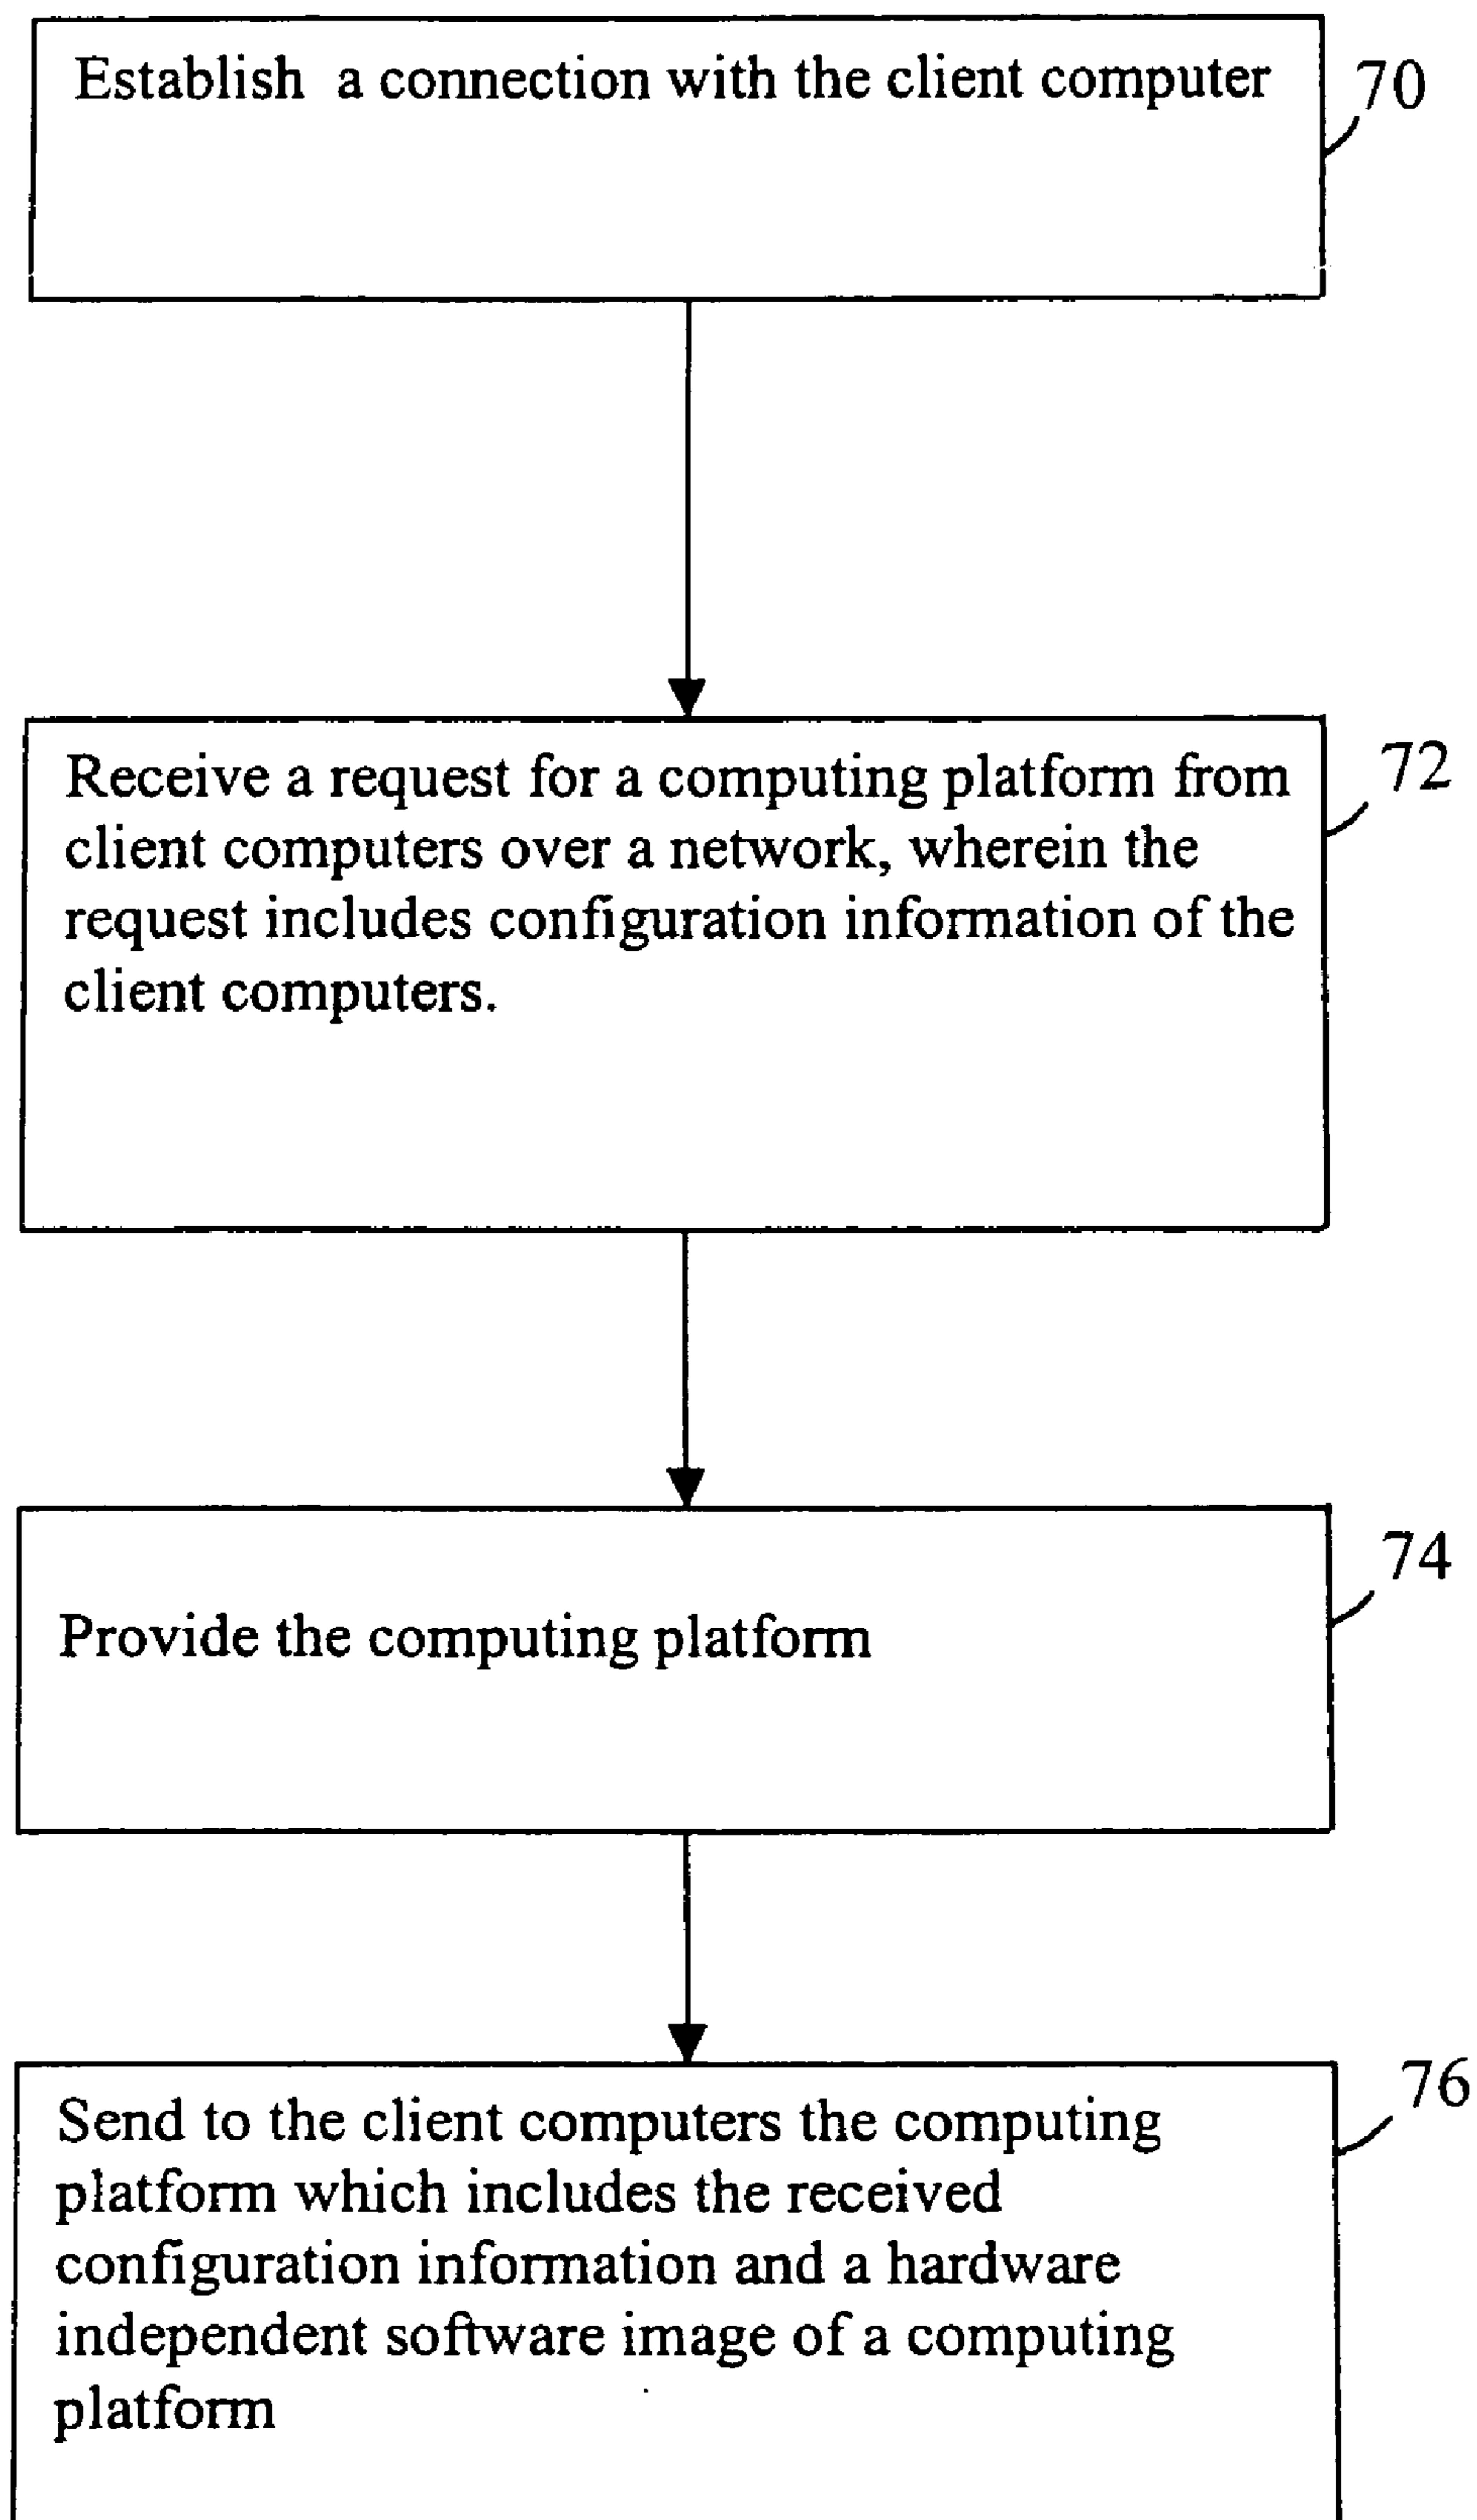 Establish a connection with the client computer
70
Receive a request for a computing platform from
client computers over a network, wherein the
request includes configuration information of the
client computers.
72
Provide the computing platform
74
Send to the client computers the computing
platform which includes the received
configuration information and a hardware
independent software image of a computing
platform
76